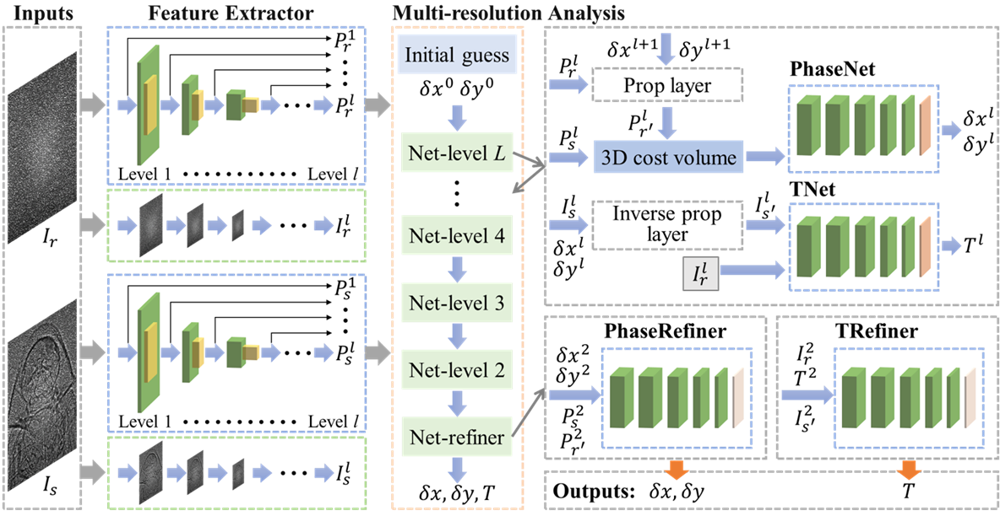 Inputs
Feature Extractor
Multi-resolution Analysis
I_r
I_s
P_r^1
P_r^l
Level 1
Level l
I_r^l
P_s^1
P_s^l
Level 1
Level l
I_s^l
Initial guess
δx^0 δy^0
Net-level L
Net-level 4
Net-level 3
Net-level 2
Net-refiner
δx, δy, T
δx^{l+1} δy^{l+1}
P_r^l
Prop layer
P_{r'}^l
P_s^l
3D cost volume
PhaseNet
δx^l
δy^l
I_s^l
δx^l
δy^l
Inverse prop
layer
I_{s'}^l
I_r^l
TNet
T^l
PhaseRefiner
δx^2
δy^2
P_s^2
P_{r'}^2
TRefiner
I_r^2
T^2
I_{s'}^2
Outputs: δx, δy T